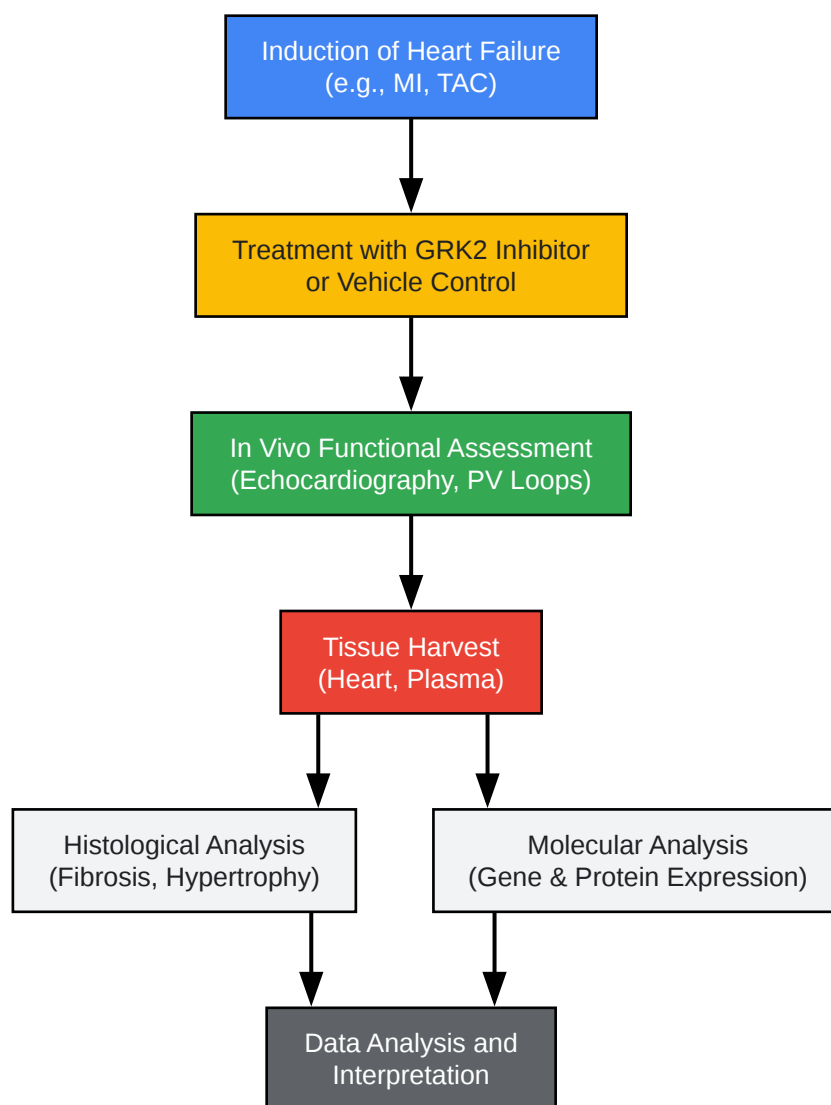 Induction of Heart Failure
(e.g., MI, TAC)
Treatment with GRK2 Inhibitor
or Vehicle Control
In Vivo Functional Assessment
(Echocardiography, PV Loops)
Tissue Harvest
(Heart, Plasma)
Histological Analysis
(Fibrosis, Hypertrophy)
Molecular Analysis
(Gene & Protein Expression)
Data Analysis and
Interpretation